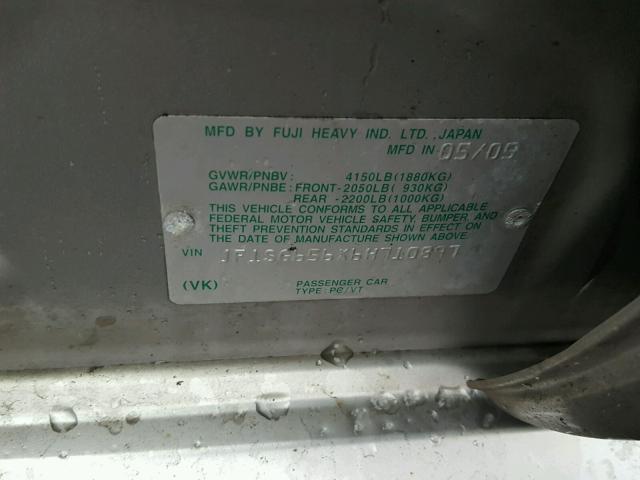 MFD BY FUJI HEAVY IND. LTD., JAPAN
MFD IN 05/05
GVWR/PNBV: 4150LB(1880KG)
GAWR/PNBE: FRONT-2050LB( 930KG)
REAR -2200LB(1000KG)
THIS VEHICLE CONFORMS TO ALL APPLICABLE
FEDERAL MOTOR VEHICLE SAFETY, BUMPER, AND
THEFT PREVENTION STANDARDS IN EFFECT ON
THE DATE OF MANUFACTURE SHOWN ABOVE.
VIN JF1SG656X6H710897
(VK) PASSENGER CAR
TYPE: PC/VT